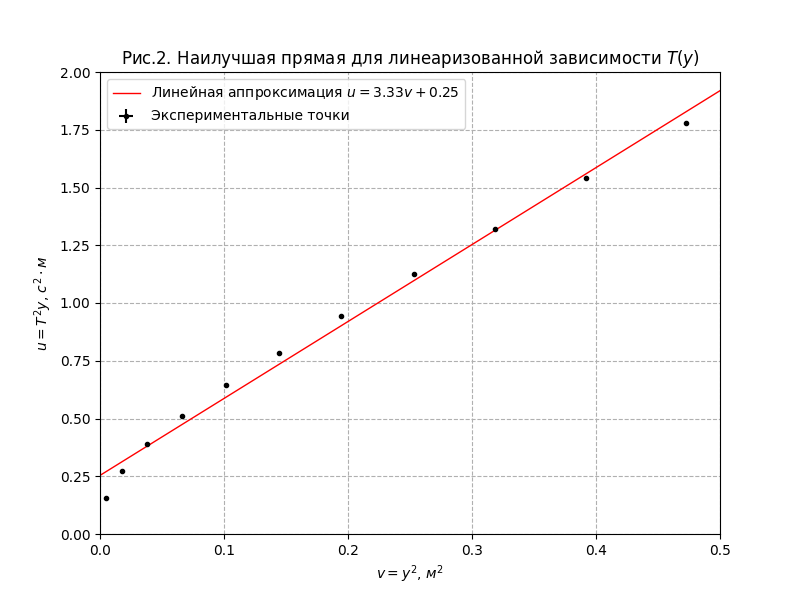 Рис.2. Наилучшая прямая для линеаризованной зависимости T(y)
Линейная аппроксимация u = 3.33v + 0.25
Экспериментальные точки
2.00
1.75
1.50
1.25
1.00
0.75
0.50
0.25
0.00
u = T²y, с² · м
0.0 0.1 0.2 0.3 0.4 0.5
v = y², м²